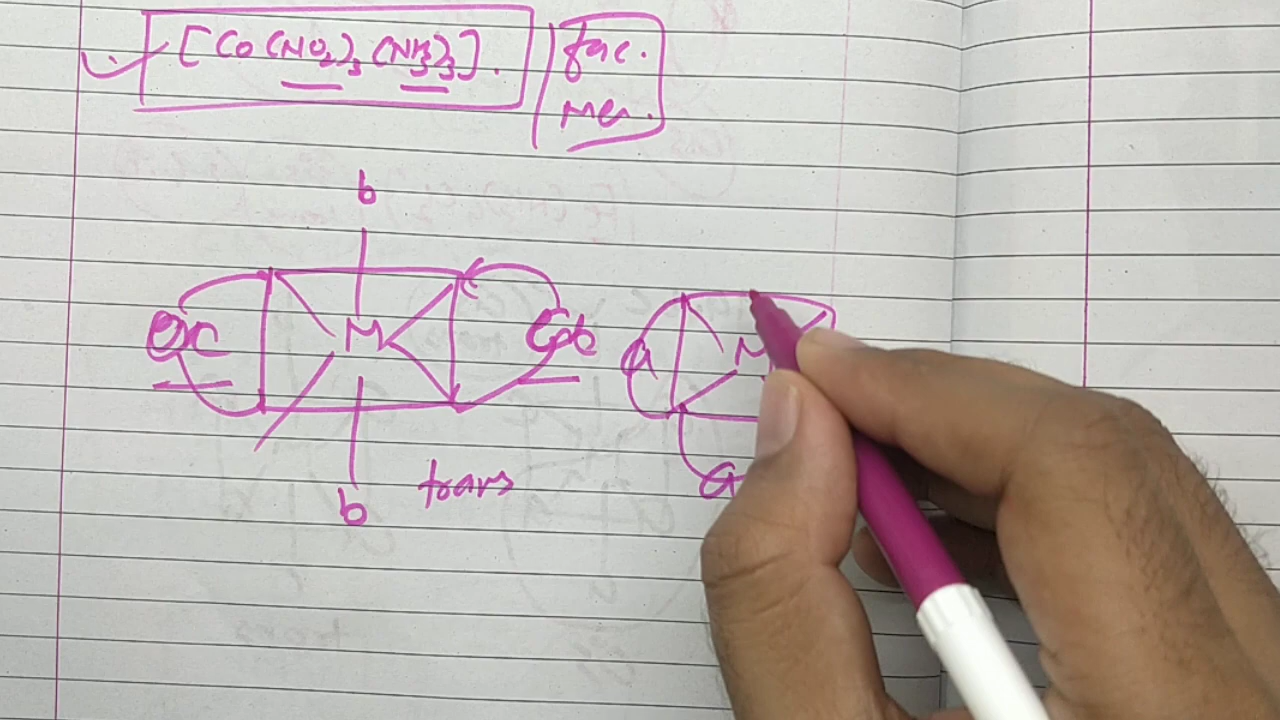 [Co(NO2)3(NH3)3].
fac.
mer.
b
M
M
a
b
trans
a